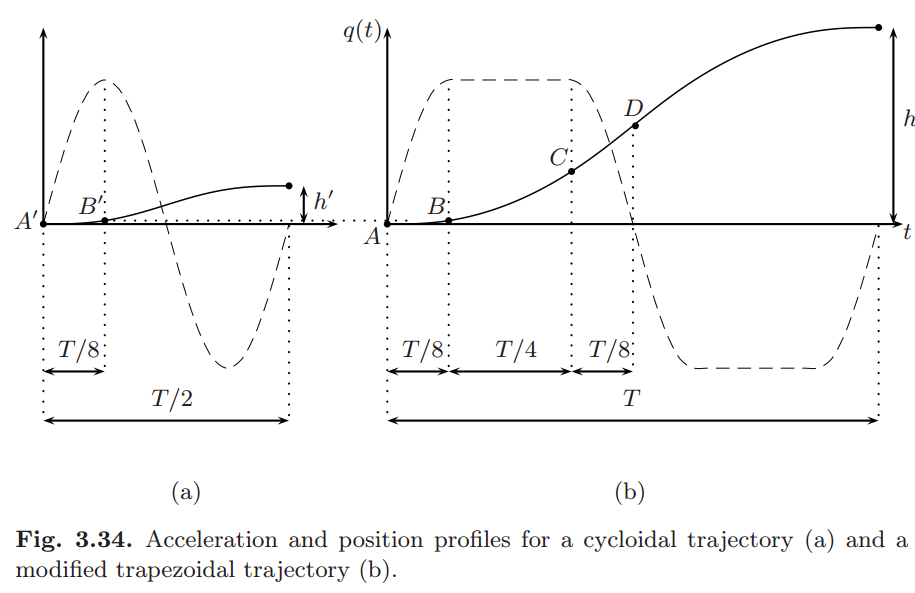 q(t)
D
h
C
A′
B′
h′
B
A
t
T/8
T/8
T/4
T/8
T/2
T
(a)
(b)
Fig. 3.34. Acceleration and position profiles for a cycloidal trajectory (a) and a
modified trapezoidal trajectory (b).